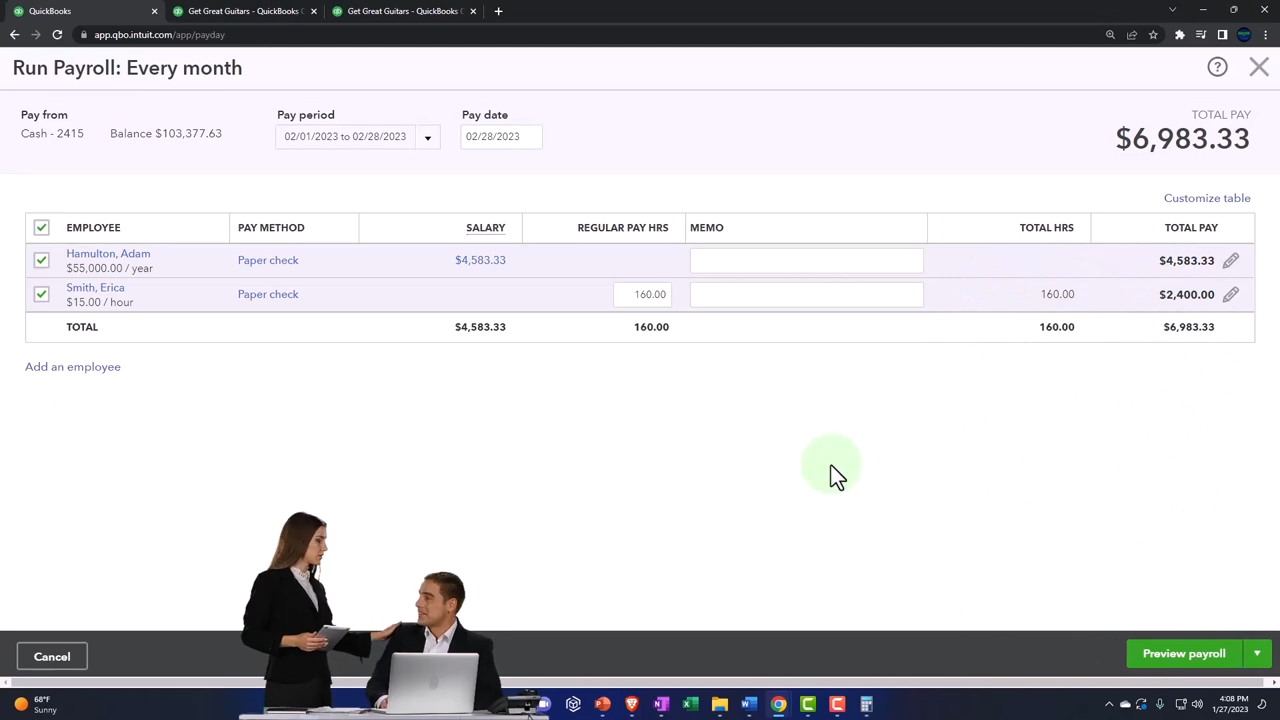 QuickBooks
Get Great Guitars - QuickBooks C
Get Great Guitars - QuickBooks C
app.qbo.intuit.com/app/payday
Run Payroll: Every month
Pay from
Pay period
Pay date
TOTAL PAY
Cash - 2415 Balance $103,377.63
02/01/2023 to 02/28/2023
02/28/2023
$6,983.33
Customize table
EMPLOYEE PAY METHOD SALARY REGULAR PAY HRS MEMO TOTAL HRS TOTAL PAY
Hamulton, Adam Paper check $4,583.33 $4,583.33
$55,000.00 / year
Smith, Erica Paper check 160.00 160.00 $2,400.00
$15.00 / hour
TOTAL $4,583.33 160.00 160.00 $6,983.33
Add an employee
Cancel
Preview payroll
68°F
Sunny
4:08 PM
1/27/2023